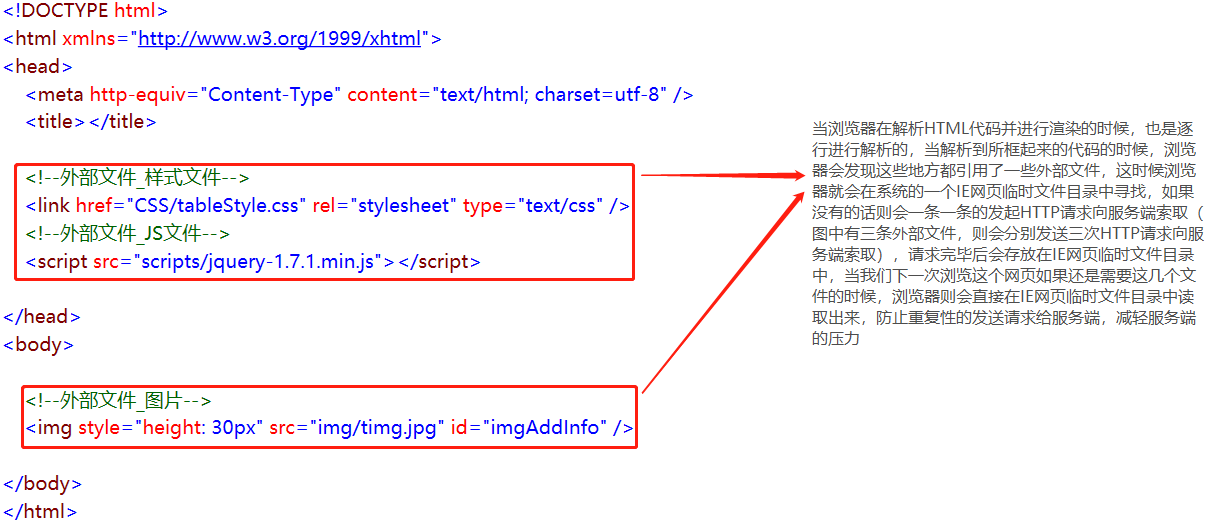 <!DOCTYPE html>
<html xmlns="http://www.w3.org/1999/xhtml">
<head>
<meta http-equiv="Content-Type" content="text/html; charset=utf-8" />
<title></title>
<!--外部文件_样式文件-->
<link href="CSS/tableStyle.css" rel="stylesheet" type="text/css" />
<!--外部文件_JS文件-->
<script src="scripts/jquery-1.7.1.min.js"></script>
</head>
<body>
<!--外部文件_图片-->
<img style="height: 30px" src="img/timg.jpg" id="imgAddInfo" />
</body>
</html>
当浏览器在解析HTML代码并进行渲染的时候，也是逐
行进行解析的，当解析到所框起来的代码的时候，浏览
器会发现这些地方都引用了一些外部文件，这时候浏览
器就会在系统的一个IE网页临时文件目录中寻找，如果
没有的话则会一条一条的发起HTTP请求向服务端索取（
图中有三条外部文件，则会分别发送三次HTTP请求向服
务端索取），请求完毕后会存放在IE网页临时文件目录
中，当我们下一次浏览这个网页如果还是需要这几个文
件的时候，浏览器则会直接在IE网页临时文件目录中读
取出来，防止重复性的发送请求给服务端，减轻服务端
的压力